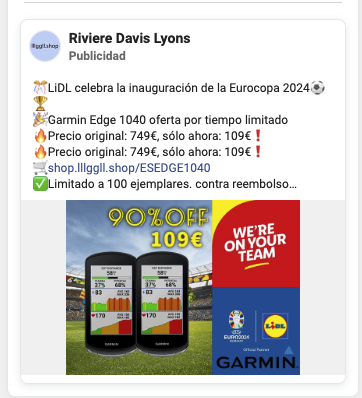 lllggll.shop
Riviere Davis Lyons
Publicidad
🎊LiDL celebra la inauguración de la Eurocopa 2024⚽
🏆
🎉Garmin Edge 1040 oferta por tiempo limitado
🔥Precio original: 749€, sólo ahora: 109€❗
🔥Precio original: 749€, sólo ahora: 109€❗
🛒shop.lllggll.shop/ESEDGE1040
✅Limitado a 100 ejemplares. contra reembolso…
90%OFF
109€
WE'RE
ON YOUR
TEAM
58
37% 68%
83
170
58
37% 68%
83
170
GARMIN
GARMIN
EURO2024
GERMANY
LIDL
Official Partner
GARMIN